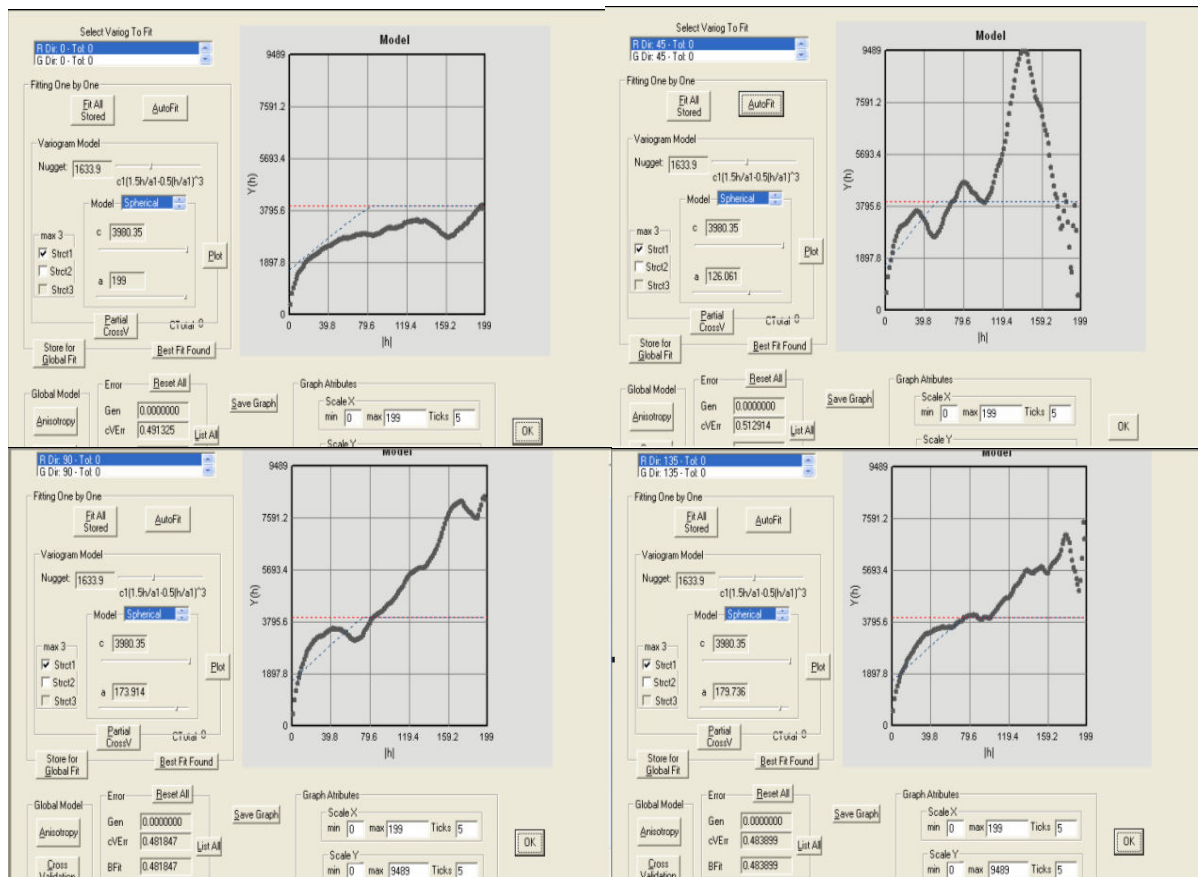 Select Variog To Fit
R Dir: 0 - Tol: 0
G Dir: 0 - Tol: 0
Fitting One by One
Fit All
Stored
AutoFit
Variogram Model
Nugget: 1633.9
c1(1.5h/a1-0.5(h/a1)^3
Model Spherical
max 3
Strct1
Strct2
Strct3
c 3980.35
a 199
Plot
Partial
CrossV
CTotal 0
Store for
Global Fit
Best Fit Found
Global Model
Anisotropy
Error
Reset All
Gen 0.0000000
cVErr 0.491325
List All
Save Graph
Graph Atributes
Scale X
min 0 max 199 Ticks 5
Scale Y
OK
Model
9489
7591.2
5693.4
3795.6
1897.8
0
Y(h)
0 39.8 79.6 119.4 159.2 199
|h|
Select Variog To Fit
R Dir: 45 - Tol: 0
G Dir: 45 - Tol: 0
Fitting One by One
Fit All
Stored
AutoFit
Variogram Model
Nugget: 1633.9
c1(1.5h/a1-0.5(h/a1)^3
Model Spherical
max 3
Strct1
Strct2
Strct3
c 3980.35
a 126.061
Plot
Partial
CrossV
CTotal 0
Store for
Global Fit
Best Fit Found
Global Model
Anisotropy
Error
Reset All
Gen 0.0000000
cVErr 0.512914
List All
Save Graph
Graph Atributes
Scale X
min 0 max 199 Ticks 5
Scale Y
OK
Model
9489
7591.2
5693.4
3795.6
1897.8
0
Y(h)
0 39.8 79.6 119.4 159.2 199
|h|
R Dir: 90 - Tol: 0
G Dir: 90 - Tol: 0
Fitting One by One
Fit All
Stored
AutoFit
Variogram Model
Nugget: 1633.9
c1(1.5h/a1-0.5(h/a1)^3
Model Spherical
max 3
Strct1
Strct2
Strct3
c 3980.35
a 173.914
Plot
Partial
CrossV
CTotal 0
Store for
Global Fit
Best Fit Found
Global Model
Anisotropy
Cross
Validation
Error
Reset All
Gen 0.0000000
cVErr 0.481847
BFit 0.481847
List All
Save Graph
Graph Atributes
Scale X
min 0 max 199 Ticks 5
Scale Y
min 0 max 9489 Ticks 5
OK
Model
9489
7591.2
5693.4
3795.6
1897.8
0
Y(h)
0 39.8 79.6 119.4 159.2 199
|h|
R Dir: 135 - Tol: 0
G Dir: 135 - Tol: 0
Fitting One by One
Fit All
Stored
AutoFit
Variogram Model
Nugget: 1633.9
c1(1.5h/a1-0.5(h/a1)^3
Model Spherical
max 3
Strct1
Strct2
Strct3
c 3980.35
a 179.736
Plot
Partial
CrossV
CTotal 0
Store for
Global Fit
Best Fit Found
Global Model
Anisotropy
Cross
Validation
Error
Reset All
Gen 0.0000000
cVErr 0.483899
BFit 0.483899
List All
Save Graph
Graph Atributes
Scale X
min 0 max 199 Ticks 5
Scale Y
min 0 max 9489 Ticks 5
OK
Model
9489
7591.2
5693.4
3795.6
1897.8
0
Y(h)
0 39.8 79.6 119.4 159.2 199
|h|